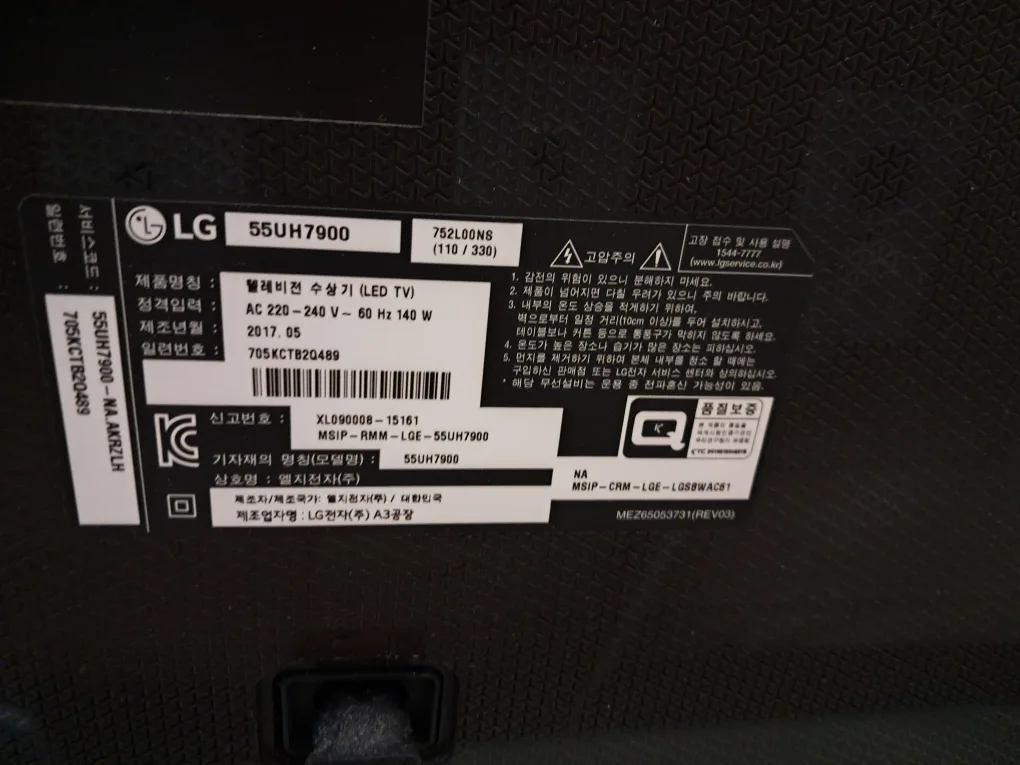 서비스코드 : 55UH7900-NA.AKRZLH
일련번호 : 705KCTB2Q489
LG 55UH7900
752L00NS
(110 / 330)
고압주의
고장 접수 및 사용 설명
1544-7777
(www.lgservice.co.kr)
제품명칭 : 텔레비전 수상기 (LED TV)
정격입력 : AC 220-240 V~ 60 Hz 140 W
제조년월 : 2017. 05
일련번호 : 705KCTB2Q489
1. 감전의 위험이 있으니 분해하지 마세요.
2. 제품이 넘어지면 다칠 우려가 있으니 주의 바랍니다.
3. 내부의 온도 상승을 적게하기 위하여,
벽으로부터 일정 거리(10cm 이상)를 두어 설치하시고,
테이블보나 커튼 등으로 통풍구가 막히지 않도록 하세요.
4. 온도가 높은 장소나 습기가 많은 장소는 피하십시오.
5. 먼지를 제거하기 위하여 본체 내부를 청소 할 때에는
구입하신 판매점 또는 LG전자 서비스 센터와 상의하십시오.
* 해당 무선설비는 운용 중 전파혼신 가능성이 있음.
신고번호 : XL090008-15161
MSIP-RMM-LGE-55UH7900
기자재의 명칭(모델명) : 55UH7900
상호명 : 엘지전자(주)
제조자/제조국가: 엘지전자(주) / 대한민국
제조업자명 : LG전자(주) A3공장
Q
품질보증
NA
MSIP-CRM-LGE-LGSBWAC61
MEZ65053731(REV03)